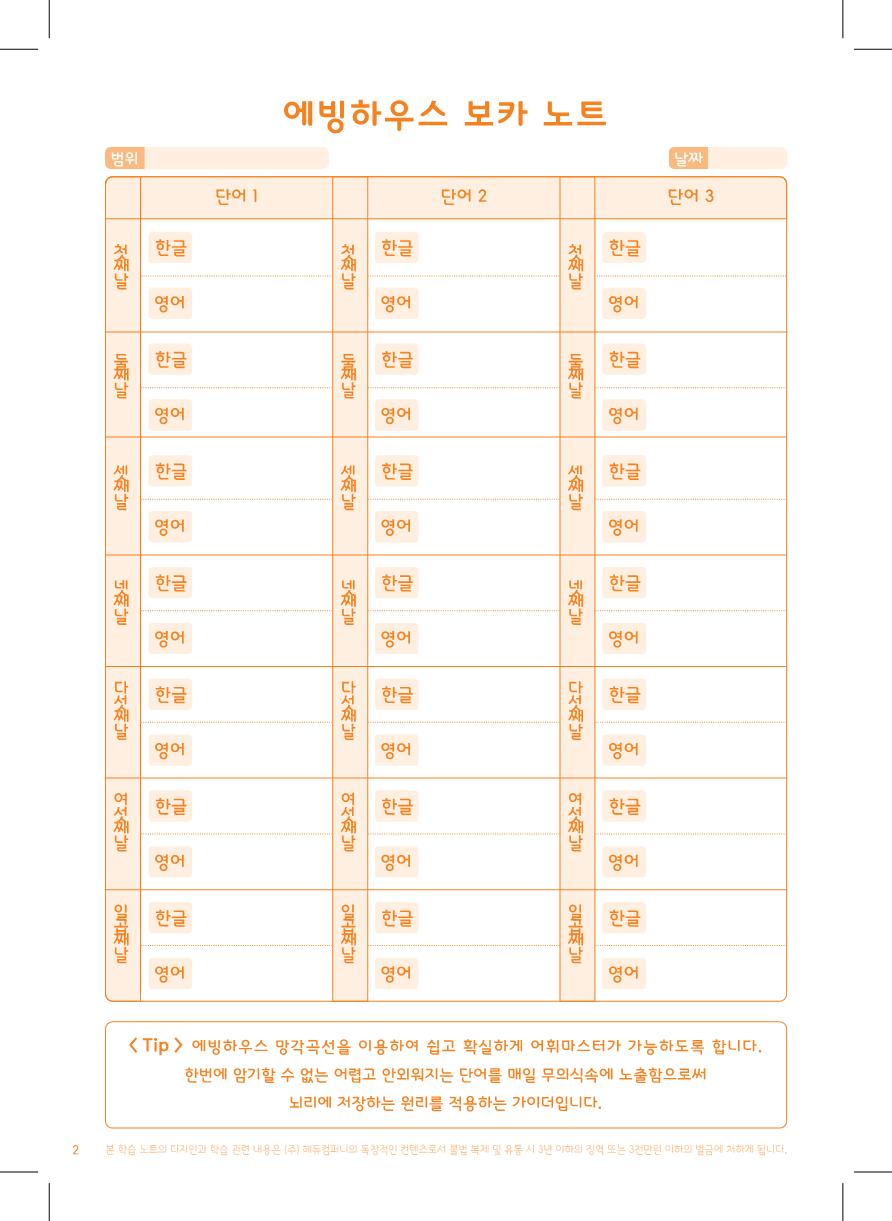 에빙하우스 보카 노트
범위 날짜
단어 1 단어 2 단어 3
첫째날 한글 첫째날 한글 첫째날 한글
영어 영어 영어
둘째날 한글 둘째날 한글 둘째날 한글
영어 영어 영어
셋째날 한글 셋째날 한글 셋째날 한글
영어 영어 영어
넷째날 한글 넷째날 한글 넷째날 한글
영어 영어 영어
다섯째날 한글 다섯째날 한글 다섯째날 한글
영어 영어 영어
여섯째날 한글 여섯째날 한글 여섯째날 한글
영어 영어 영어
일곱째날 한글 일곱째날 한글 일곱째날 한글
영어 영어 영어
< Tip > 에빙하우스 망각곡선을 이용하여 쉽고 확실하게 어휘마스터가 가능하도록 합니다.
한번에 암기할 수 없는 어렵고 안외워지는 단어를 매일 무의식속에 노출함으로써
뇌리에 저장하는 원리를 적용하는 가이더입니다.
2 본 학습 노트의 디자인과 학습 관련 내용은 (주) 헤듀컴퍼니의 독창적인 컨텐츠로서 불법 복제 및 유통 시 3년 이하의 징역 또는 3천만원 이하의 벌금에 처하게 됩니다.